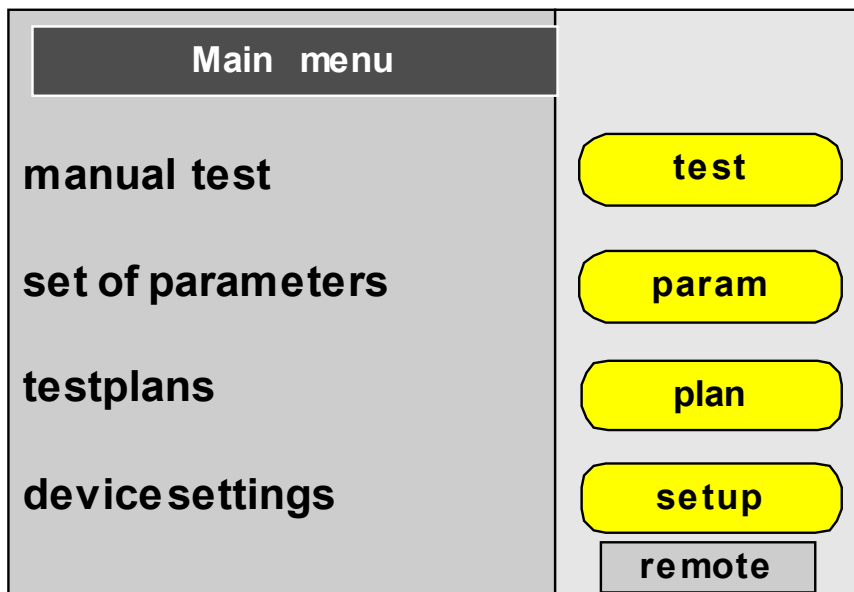 Main menu
manual test
test
set of parameters
param
testplans
plan
device settings
setup
remote